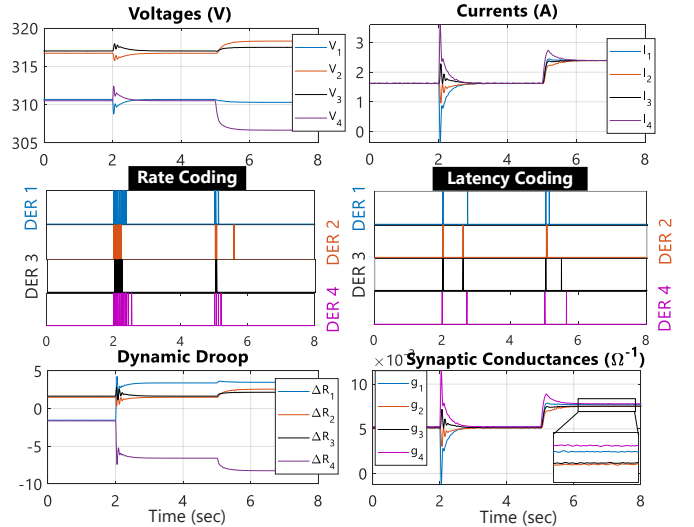 Voltages (V)
320
315
310
305
0 2 4 6 8
V1
V2
V3
V4
Currents (A)
3
2
1
0
0 2 4 6 8
I1
I2
I3
I4
Rate Coding
DER 1
DER 2
DER 3
DER 4
0 2 4 6 8
Latency Coding
DER 1
DER 2
DER 3
DER 4
0 2 4 6 8
Dynamic Droop
5
0
-5
-10
0 2 4 6 8
Time (sec)
ΔR1
ΔR2
ΔR3
ΔR4
Synaptic Conductances (Ω-1)
10
5
0
0 2 4 6 8
Time (sec)
g1
g2
g3
g4